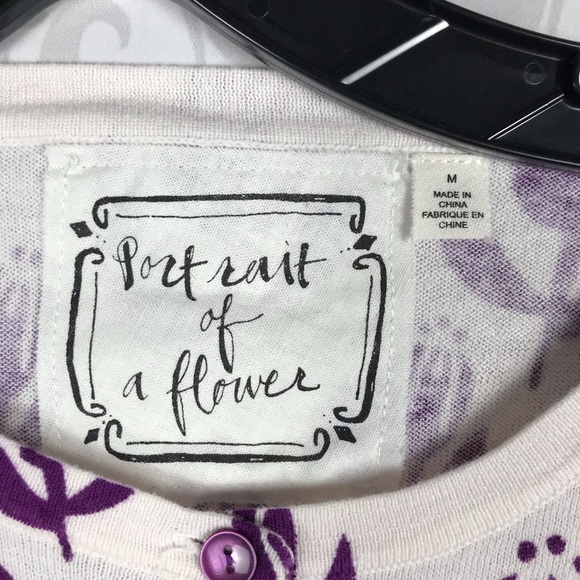 Portrait
of
a flower
M
MADE IN
CHINA
FABRIQUE EN
CHINE